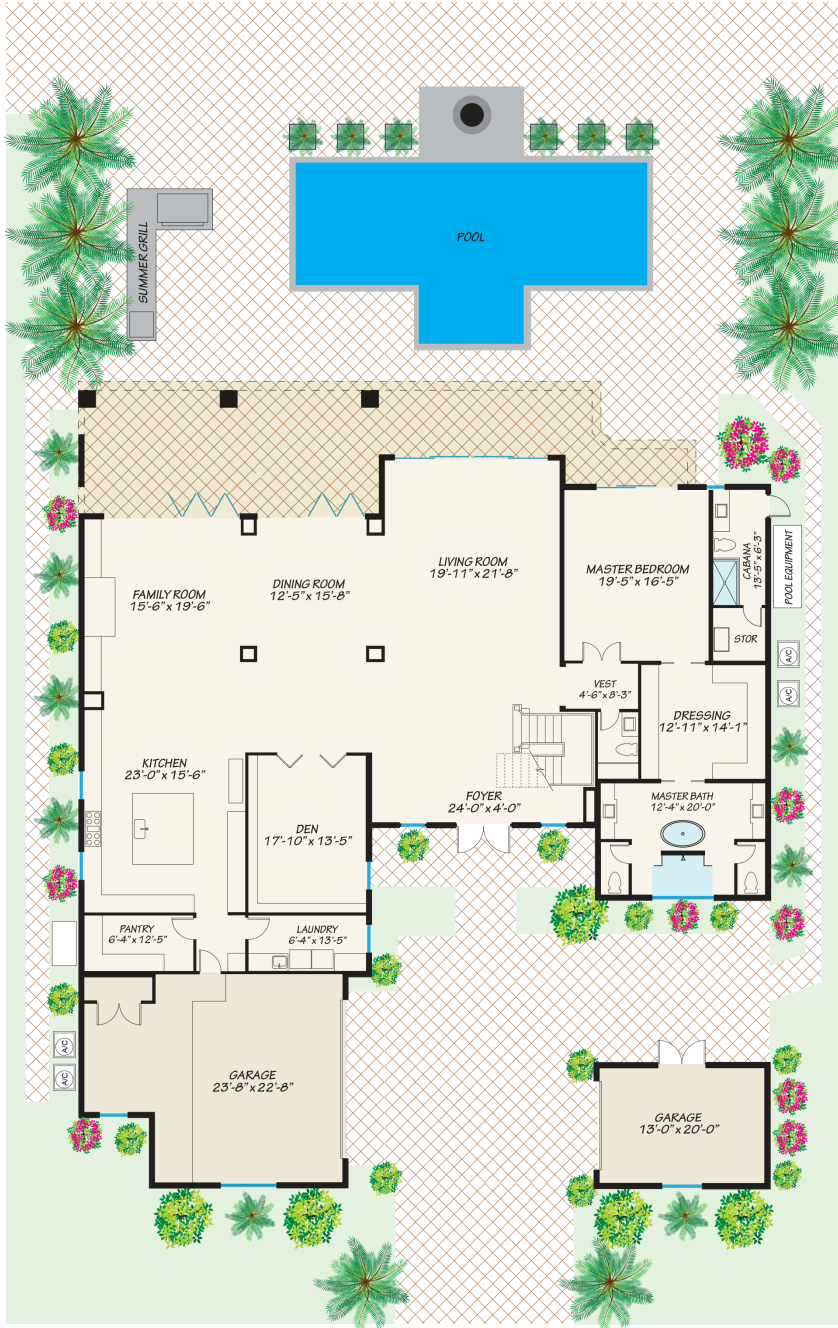 POOL
SUMMER GRILL
LIVING ROOM
19'-11" x 21'-8"
MASTER BEDROOM
19'-5" x 16'-5"
CABANA
13'-5" x 6'-3"
POOL EQUIPMENT
FAMILY ROOM
15'-6" x 19'-6"
DINING ROOM
12'-5" x 15'-8"
STOR
A/C
A/C
VEST
4'-6" x 8'-3"
DRESSING
12'-11" x 14'-1"
KITCHEN
23'-0" x 15'-6"
FOYER
24'-0" x 4'-0"
MASTER BATH
12'-4" x 20'-0"
DEN
17'-10" x 13'-5"
PANTRY
6'-4" x 12'-5"
LAUNDRY
6'-4" x 13'-5"
A/C
A/C
GARAGE
23'-8" x 22'-8"
GARAGE
13'-0" x 20'-0"